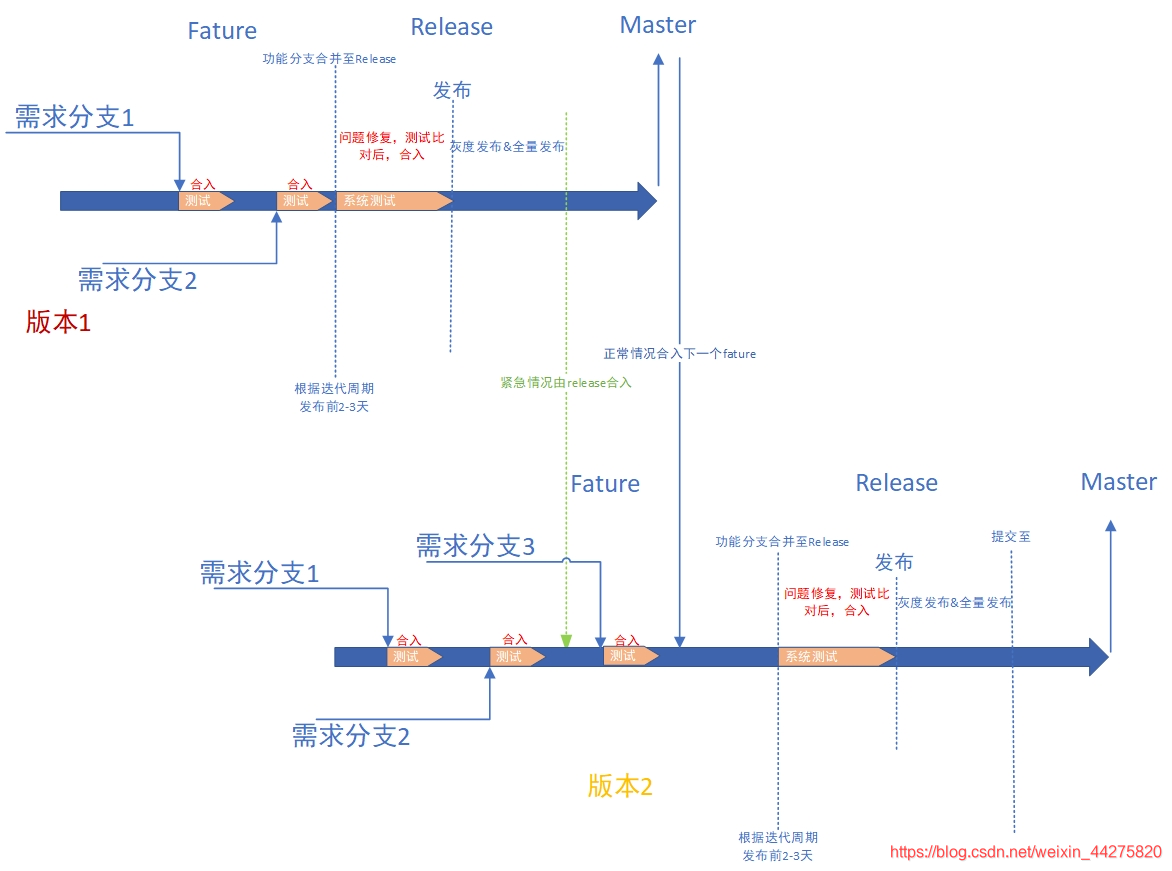 Fature
Release
Master
功能分支合并至Release
发布
需求分支1
问题修复，测试比
对后，合入
灰度发布&全量发布
合入
合入
测试
测试
系统测试
需求分支2
版本1
正常情况合入下一个fature
紧急情况由release合入
根据迭代周期
发布前2-3天
Fature
Release
Master
提交至
功能分支合并至Release
需求分支3
发布
需求分支1
问题修复，测试比
对后，合入
灰度发布&全量发布
合入
合入
合入
测试
测试
测试
系统测试
需求分支2
版本2
根据迭代周期
发布前2-3天
https://blog.csdn.net/weixin_44275820